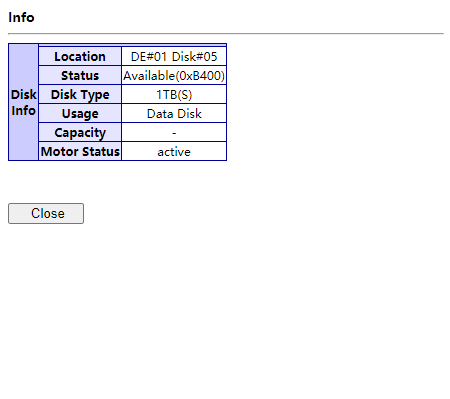 Info
Disk Info
Location DE#01 Disk#05
Status Available(0xB400)
Disk Type 1TB(S)
Usage Data Disk
Capacity -
Motor Status active
Close